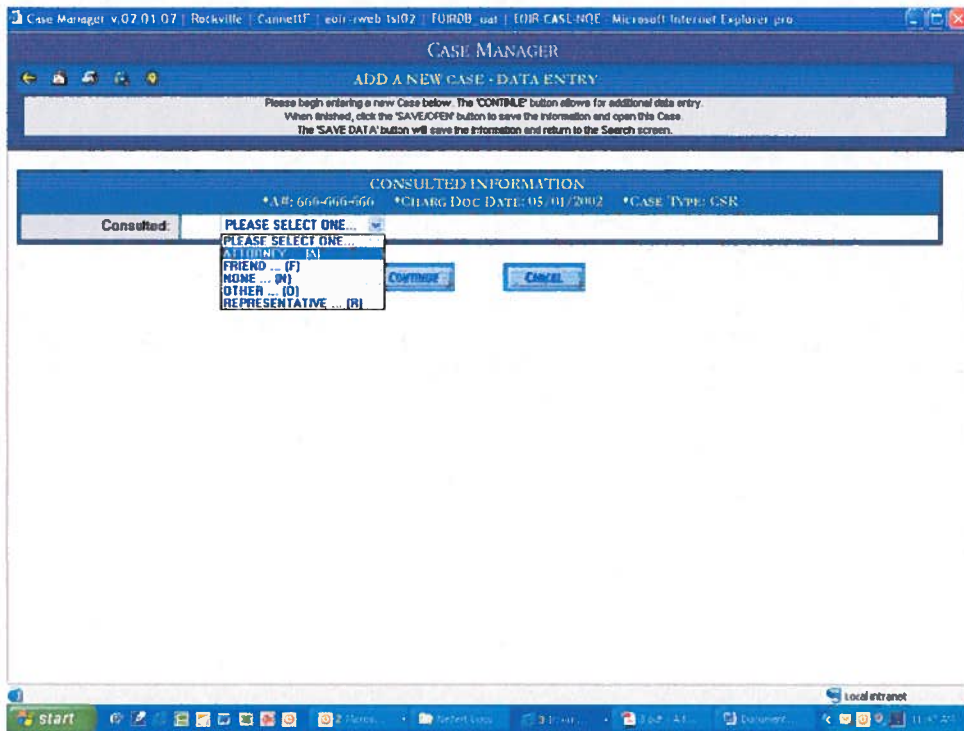 Case Manager v.02.01.07 | Rockville | CannettF | eoir-rweb-tst02 | EOIRDB_uat | EOIR CASE-NQE - Microsoft Internet Explorer pro
CASE MANAGER
ADD A NEW CASE - DATA ENTRY
Please begin entering a new Case below. The 'CONTINUE' button allows for additional data entry.
When finished, click the 'SAVE/OPEN' button to save the information and open this Case.
The 'SAVE DATA' button will save the information and return to the Search screen.
CONSULTED INFORMATION
*A#: 666-666-666 *CHARG DOC DATE: 05/01/2002 *CASE TYPE: CSR
Consulted: PLEASE SELECT ONE...
PLEASE SELECT ONE...
ATTORNEY ... (A)
FRIEND ... (F)
NONE ... (N)
OTHER ... (O)
REPRESENTATIVE ... (R)
CONTINUE CANCEL
Local intranet
start